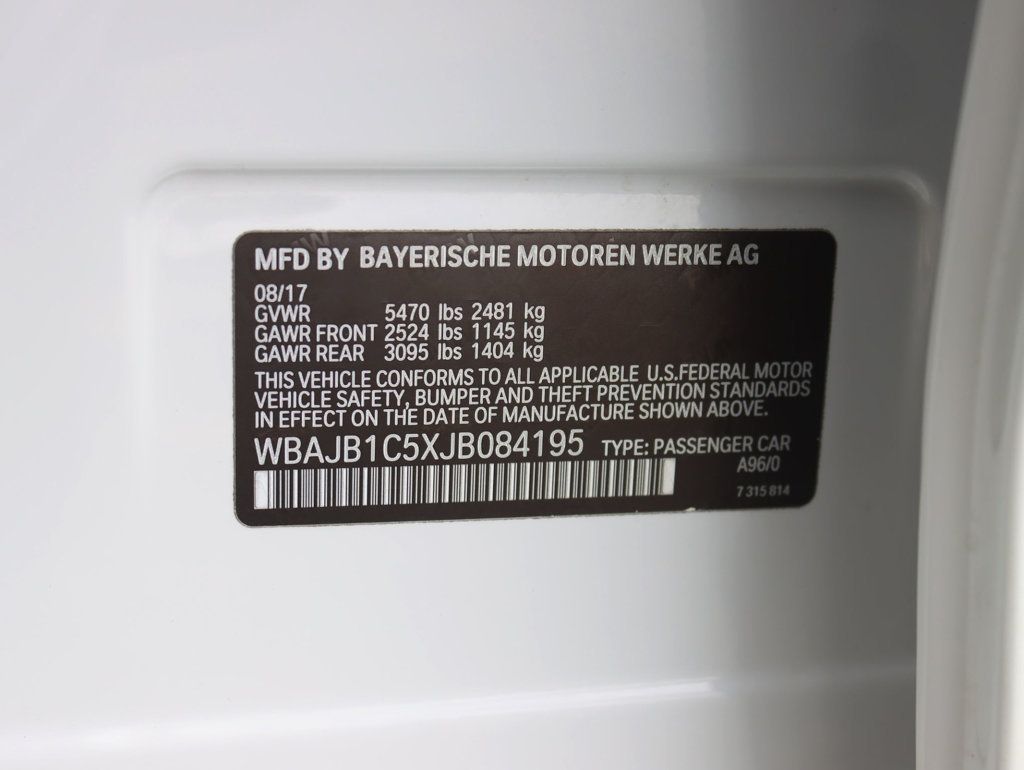 MFD BY BAYERISCHE MOTOREN WERKE AG
08/17
GVWR 5470 lbs 2481 kg
GAWR FRONT 2524 lbs 1145 kg
GAWR REAR 3095 lbs 1404 kg
THIS VEHICLE CONFORMS TO ALL APPLICABLE U.S.FEDERAL MOTOR
VEHICLE SAFETY, BUMPER AND THEFT PREVENTION STANDARDS
IN EFFECT ON THE DATE OF MANUFACTURE SHOWN ABOVE.
WBAJB1C5XJB084195 TYPE: PASSENGER CAR
A96/0
7 315 814